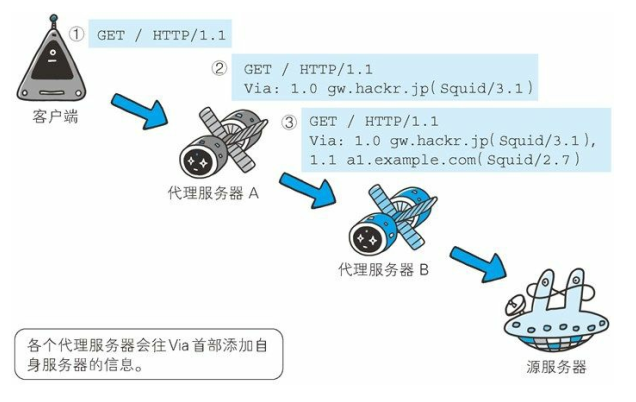 ① GET / HTTP/1.1
② GET / HTTP/1.1
Via: 1.0 gw.hackr.jp(Squid/3.1)
③ GET / HTTP/1.1
Via: 1.0 gw.hackr.jp(Squid/3.1),
1.1 a1.example.com(Squid/2.7)
客户端
代理服务器 A
代理服务器 B
源服务器
各个代理服务器会往Via首部添加自
身服务器的信息。